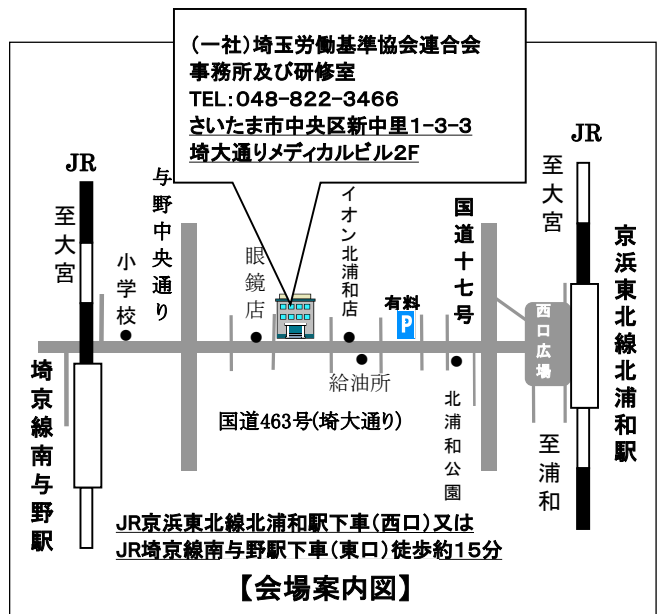 （一社）埼玉労働基準協会連合会
事務所及び研修室
TEL:048-822-3466
さいたま市中央区新中里1-3-3
埼大通りメディカルビル2F
JR
至大宮
小学校
与野中央通り
眼鏡店
イオン北浦和店
有料
P
国道十七号
JR
至大宮
京浜東北線北浦和駅
西口広場
給油所
北浦和公園
至浦和
埼京線南与野駅
国道463号(埼大通り)
JR京浜東北線北浦和駅下車（西口）又は
JR埼京線南与野駅下車（東口）徒歩約15分
【会場案内図】